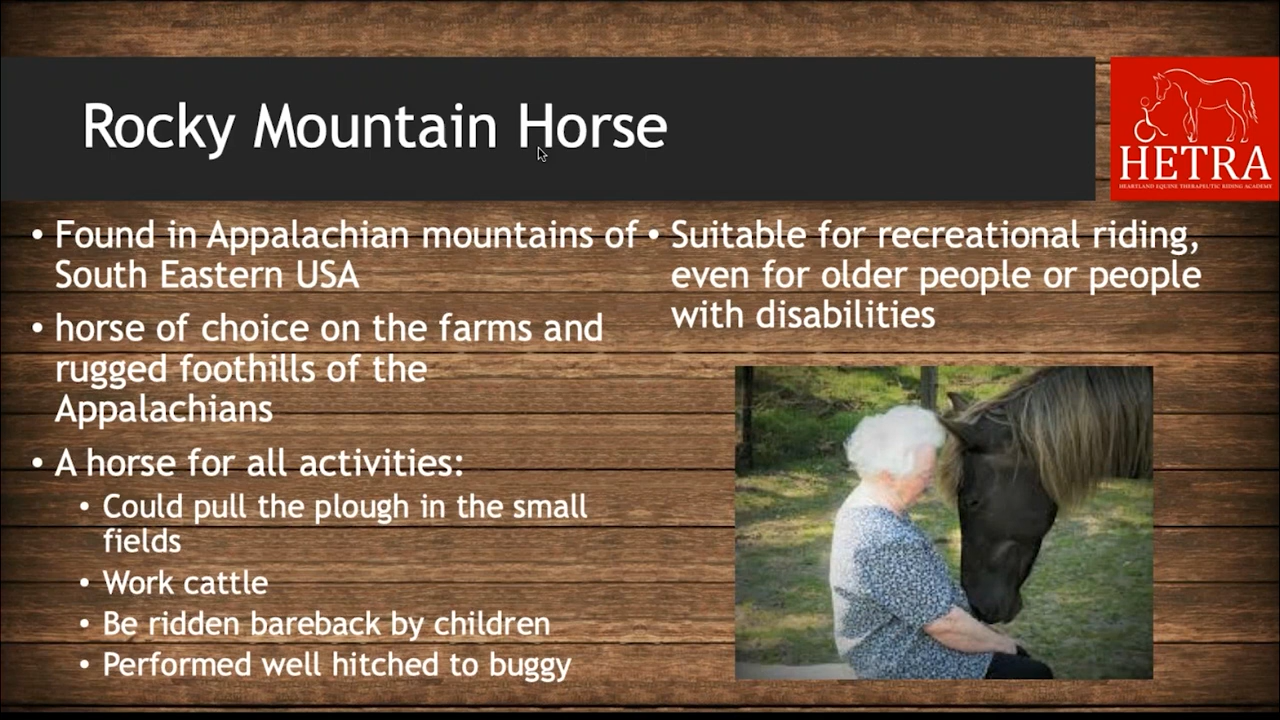 Rocky Mountain Horse
HETRA
HEARTLAND EQUINE THERAPEUTIC RIDING ACADEMY
• Found in Appalachian mountains of
South Eastern USA
• horse of choice on the farms and
rugged foothills of the
Appalachians
• A horse for all activities:
• Could pull the plough in the small
fields
• Work cattle
• Be ridden bareback by children
• Performed well hitched to buggy
• Suitable for recreational riding,
even for older people or people
with disabilities